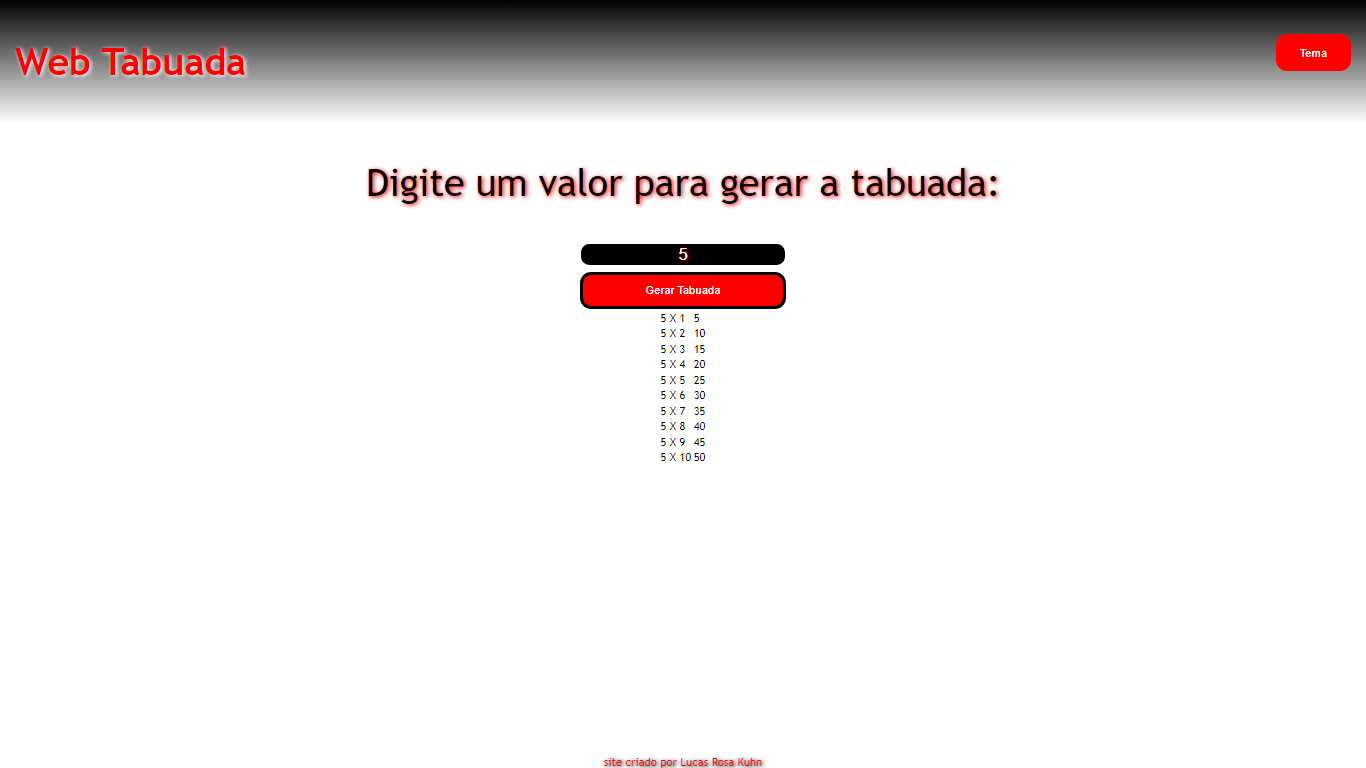 Web Tabuada
Tema
Digite um valor para gerar a tabuada:
5
Gerar Tabuada
5 X 1 5
5 X 2 10
5 X 3 15
5 X 4 20
5 X 5 25
5 X 6 30
5 X 7 35
5 X 8 40
5 X 9 45
5 X 10 50
site criado por Lucas Rosa Kuhn